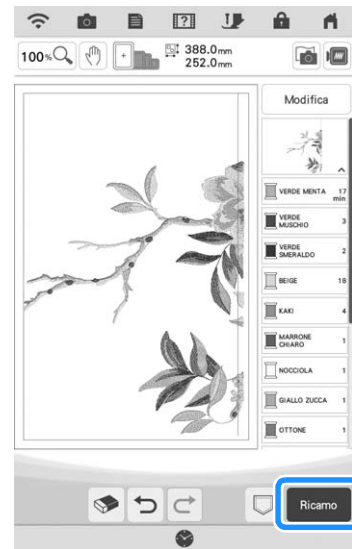 100%
388.0mm
252.0mm
Modifica
VERDE MENTA 17
min
VERDE MUSCHIO 3
VERDE SMERALDO 2
BEIGE 18
KAKI 4
MARRONE CHIARO 1
NOCCIOLA 1
GIALLO ZUCCA 1
OTTONE 1
Ricamo